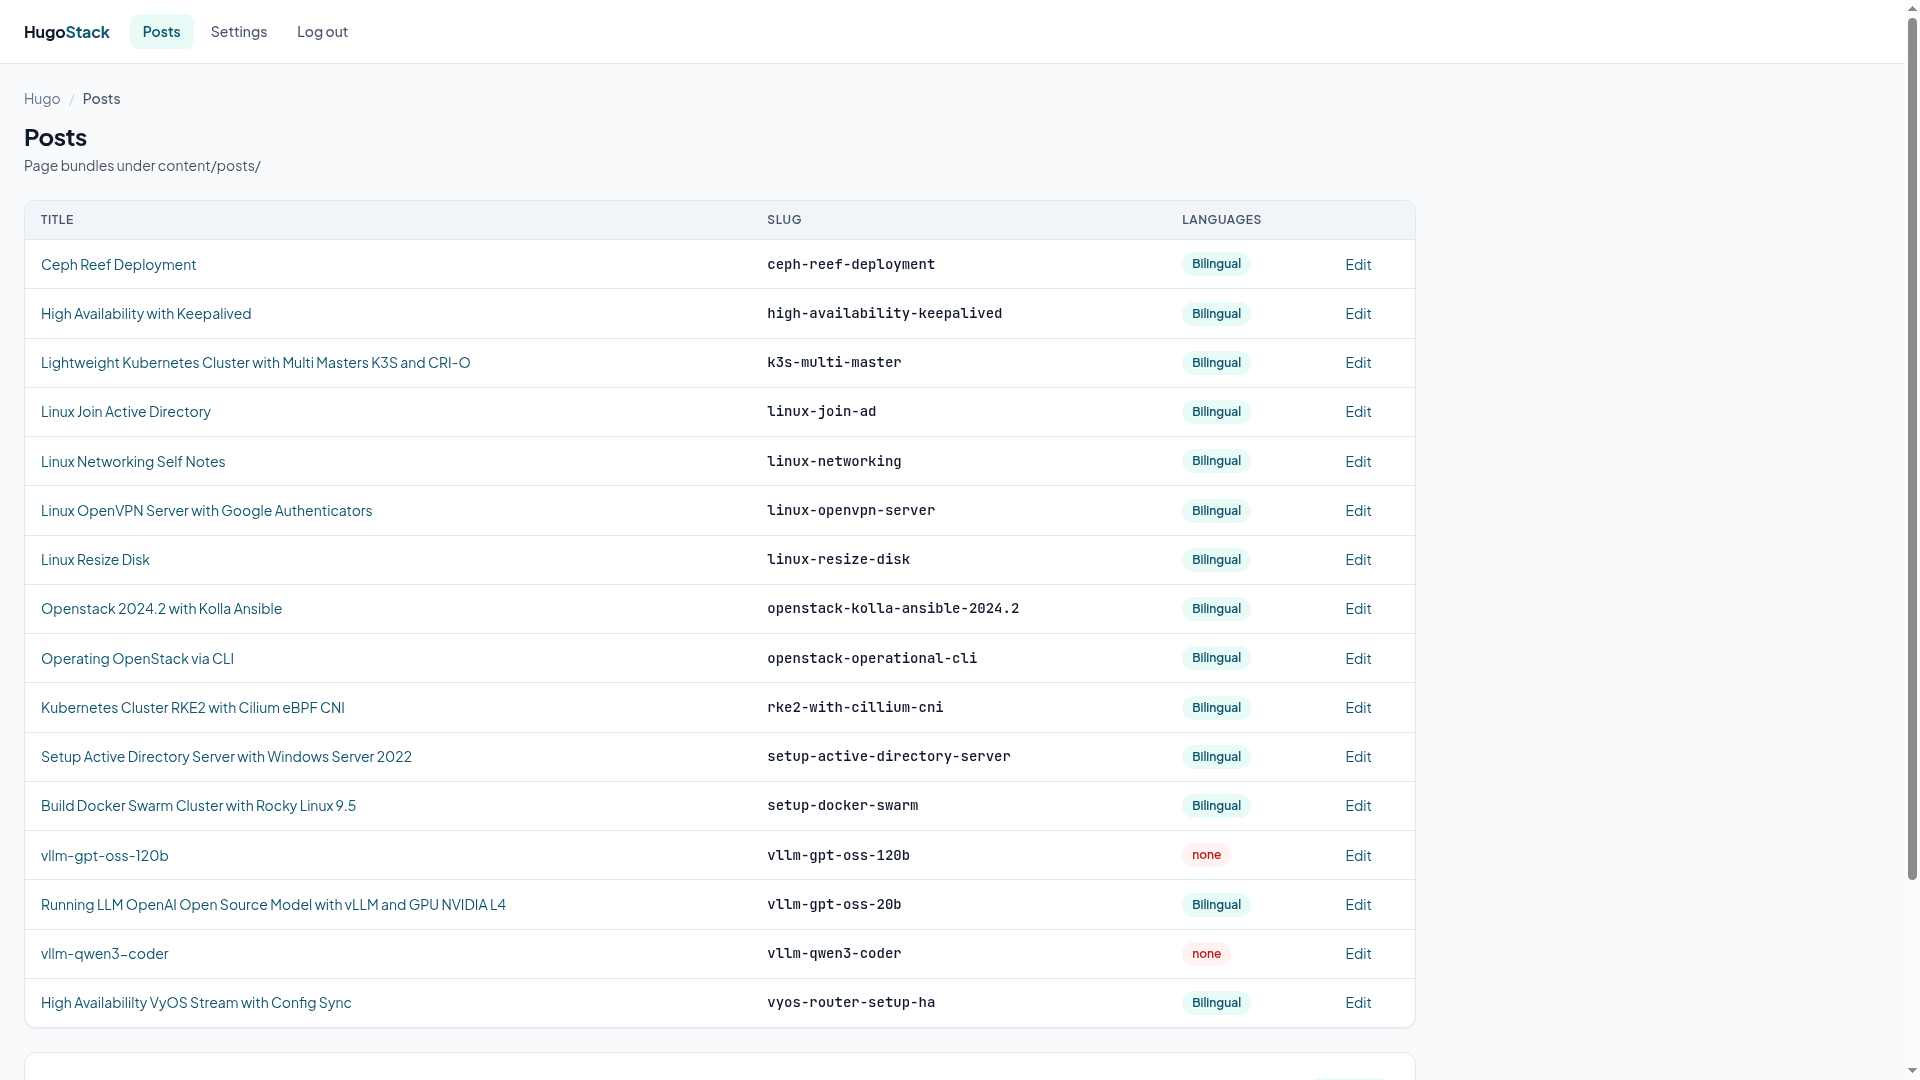 HugoStack Posts Settings Log out
Hugo / Posts
Posts
Page bundles under content/posts/
TITLE SLUG LANGUAGES
Ceph Reef Deployment ceph-reef-deployment Bilingual Edit
High Availability with Keepalived high-availability-keepalived Bilingual Edit
Lightweight Kubernetes Cluster with Multi Masters K3S and CRI-O k3s-multi-master Bilingual Edit
Linux Join Active Directory linux-join-ad Bilingual Edit
Linux Networking Self Notes linux-networking Bilingual Edit
Linux OpenVPN Server with Google Authenticators linux-openvpn-server Bilingual Edit
Linux Resize Disk linux-resize-disk Bilingual Edit
Openstack 2024.2 with Kolla Ansible openstack-kolla-ansible-2024.2 Bilingual Edit
Operating OpenStack via CLI openstack-operational-cli Bilingual Edit
Kubernetes Cluster RKE2 with Cilium eBPF CNI rke2-with-cillium-cni Bilingual Edit
Setup Active Directory Server with Windows Server 2022 setup-active-directory-server Bilingual Edit
Build Docker Swarm Cluster with Rocky Linux 9.5 setup-docker-swarm Bilingual Edit
vllm-gpt-oss-120b vllm-gpt-oss-120b none Edit
Running LLM OpenAI Open Source Model with vLLM and GPU NVIDIA L4 vllm-gpt-oss-20b Bilingual Edit
vllm-qwen3-coder vllm-qwen3-coder none Edit
High Availabililty VyOS Stream with Config Sync vyos-router-setup-ha Bilingual Edit